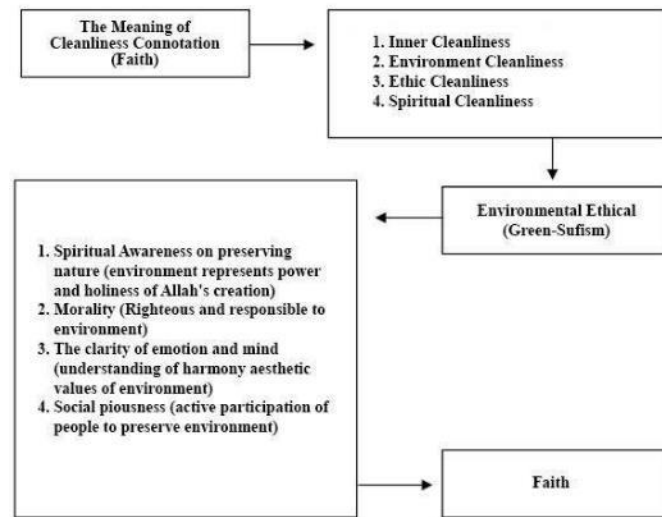 The Meaning of
Cleanliness Connotation
(Faith)
1. Inner Cleanliness
2. Environment Cleanliness
3. Ethic Cleanliness
4. Spiritual Cleanliness
Environmental Ethical
(Green-Sufism)
1. Spiritual Awareness on preserving
nature (environment represents power
and holiness of Allah's creation)
2. Morality (Righteous and responsible to
environment)
3. The clarity of emotion and mind
(understanding of harmony aesthetic
values of environment)
4. Social piousness (active participation of
people to preserve environment)
Faith